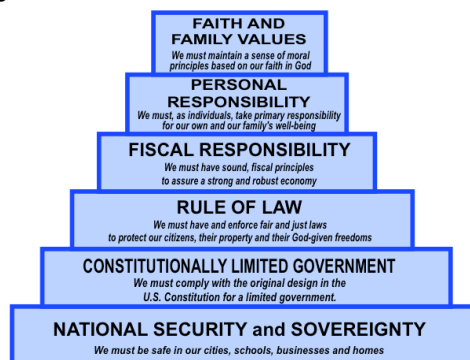 FAITH AND
FAMILY VALUES
We must maintain a sense of moral
principles based on our faith in God
PERSONAL
RESPONSIBILITY
We must, as individuals, take primary responsibility
for our own and our family's well-being
FISCAL RESPONSIBILITY
We must have sound, fiscal principles
to assure a strong and robust economy
RULE OF LAW
We must have and enforce fair and just laws
to protect our citizens, their property and their God-given freedoms
CONSTITUTIONALLY LIMITED GOVERNMENT
We must comply with the original design in the
U.S. Constitution for a limited government.
NATIONAL SECURITY and SOVEREIGNTY
We must be safe in our cities, schools, businesses and homes